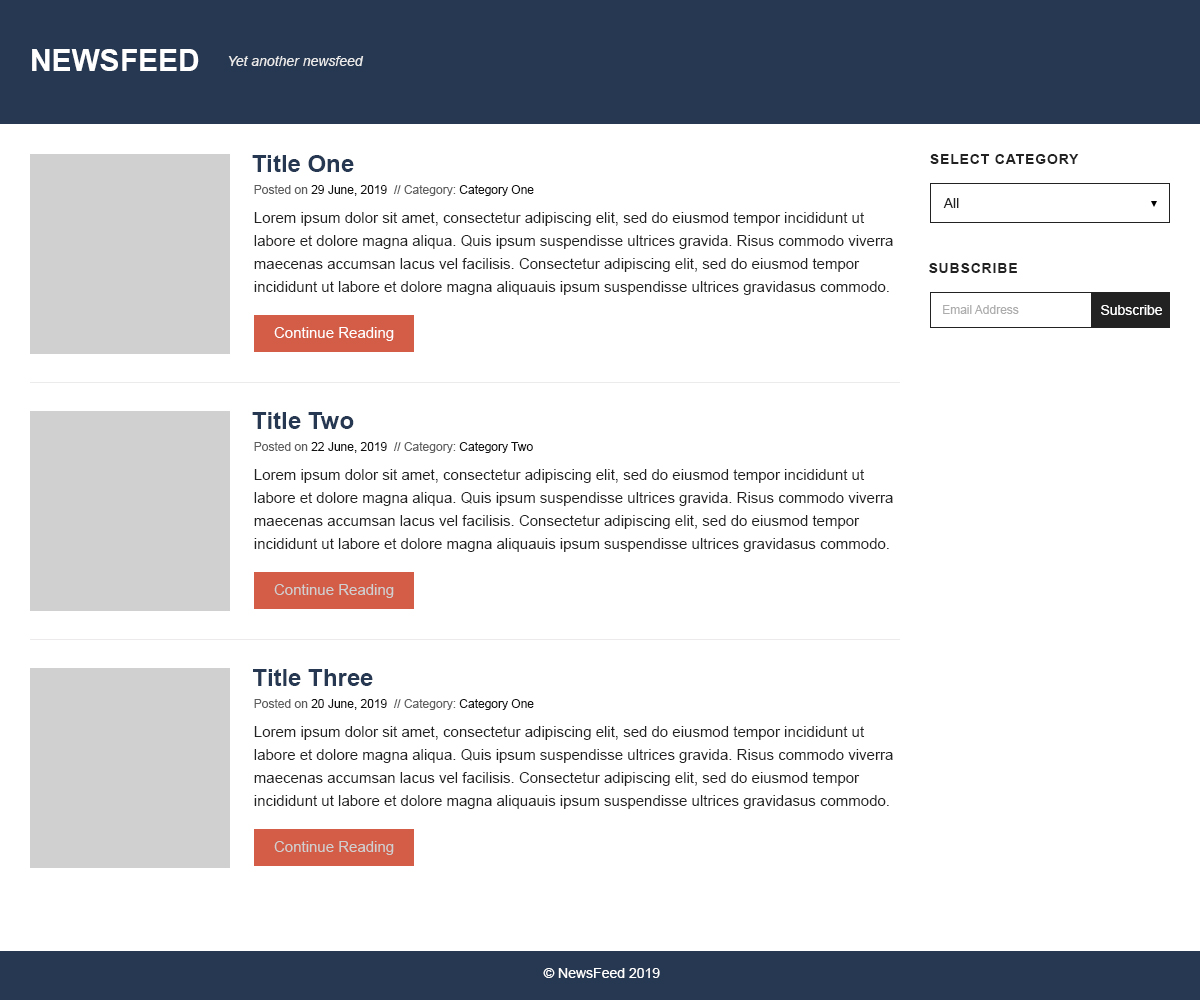 NEWSFEED Yet another newsfeed
Title One
Posted on 29 June, 2019 // Category: Category One
Lorem ipsum dolor sit amet, consectetur adipiscing elit, sed do eiusmod tempor incididunt ut
labore et dolore magna aliqua. Quis ipsum suspendisse ultrices gravida. Risus commodo viverra
maecenas accumsan lacus vel facilisis. Consectetur adipiscing elit, sed do eiusmod tempor
incididunt ut labore et dolore magna aliquauis ipsum suspendisse ultrices gravidasus commodo.
Continue Reading
Title Two
Posted on 22 June, 2019 // Category: Category Two
Lorem ipsum dolor sit amet, consectetur adipiscing elit, sed do eiusmod tempor incididunt ut
labore et dolore magna aliqua. Quis ipsum suspendisse ultrices gravida. Risus commodo viverra
maecenas accumsan lacus vel facilisis. Consectetur adipiscing elit, sed do eiusmod tempor
incididunt ut labore et dolore magna aliquauis ipsum suspendisse ultrices gravidasus commodo.
Continue Reading
Title Three
Posted on 20 June, 2019 // Category: Category One
Lorem ipsum dolor sit amet, consectetur adipiscing elit, sed do eiusmod tempor incididunt ut
labore et dolore magna aliqua. Quis ipsum suspendisse ultrices gravida. Risus commodo viverra
maecenas accumsan lacus vel facilisis. Consectetur adipiscing elit, sed do eiusmod tempor
incididunt ut labore et dolore magna aliquauis ipsum suspendisse ultrices gravidasus commodo.
Continue Reading
SELECT CATEGORY
All
SUBSCRIBE
Email Address Subscribe
© NewsFeed 2019